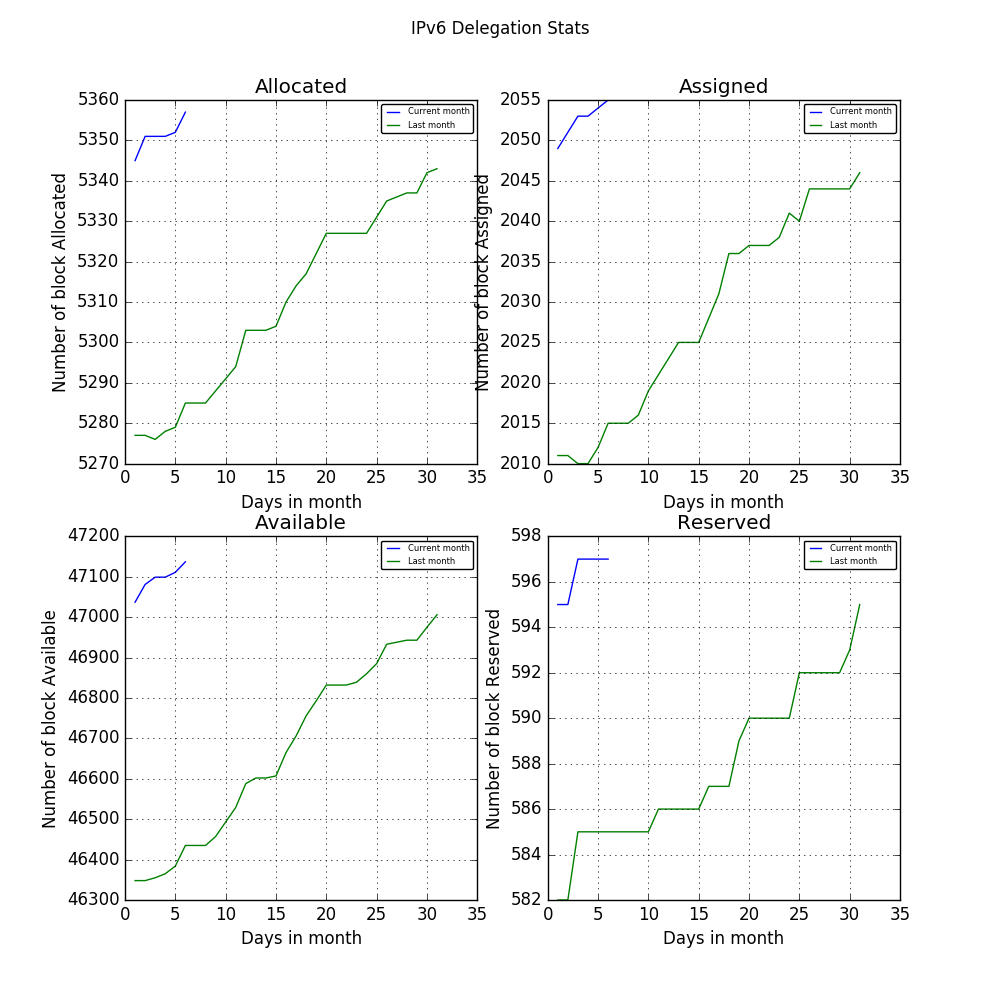 IPv6 Delegation Stats
Allocated
Number of block Allocated
5360
5350
5340
5330
5320
5310
5300
5290
5280
5270
Current month
Last month
0 5 10 15 20 25 30 35
Days in month
Assigned
Number of block Assigned
2055
2050
2045
2040
2035
2030
2025
2020
2015
2010
Current month
Last month
0 5 10 15 20 25 30 35
Days in month
Available
Number of block Available
47200
47100
47000
46900
46800
46700
46600
46500
46400
46300
Current month
Last month
0 5 10 15 20 25 30 35
Days in month
Reserved
Number of block Reserved
598
596
594
592
590
588
586
584
582
Current month
Last month
0 5 10 15 20 25 30 35
Days in month